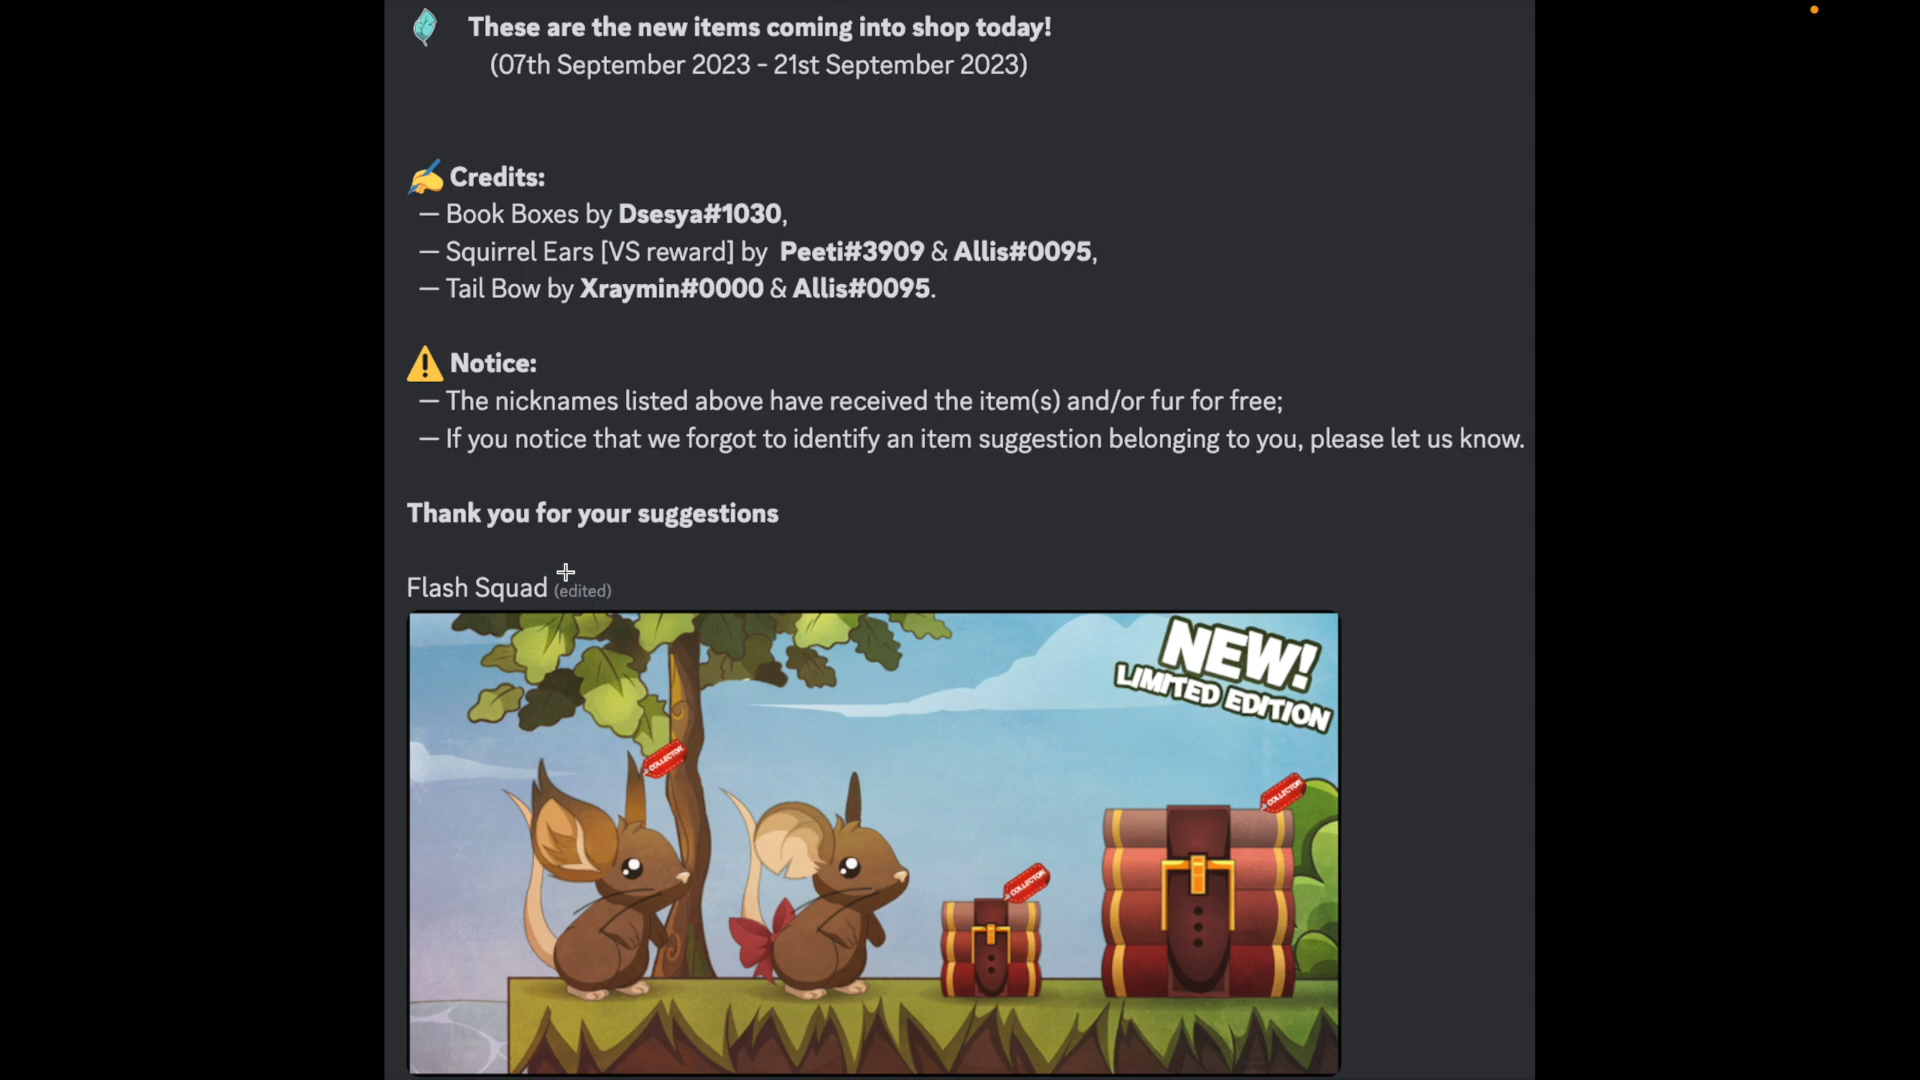 These are the new items coming into shop today!
(07th September 2023 - 21st September 2023)
Credits:
— Book Boxes by Dsesya#1030,
— Squirrel Ears [VS reward] by Peeti#3909 & Allis#0095,
— Tail Bow by Xraymin#0000 & Allis#0095.
Notice:
— The nicknames listed above have received the item(s) and/or fur for free;
— If you notice that we forgot to identify an item suggestion belonging to you, please let us know.
Thank you for your suggestions
Flash Squad (edited)
NEW!
LIMITED EDITION
COLLECTOR
COLLECTOR
COLLECTOR